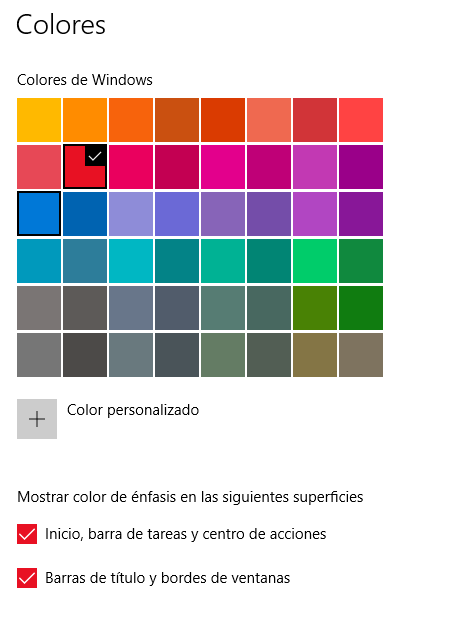 Colores
Colores de Windows
Color personalizado
Mostrar color de énfasis en las siguientes superficies
Inicio, barra de tareas y centro de acciones
Barras de título y bordes de ventanas